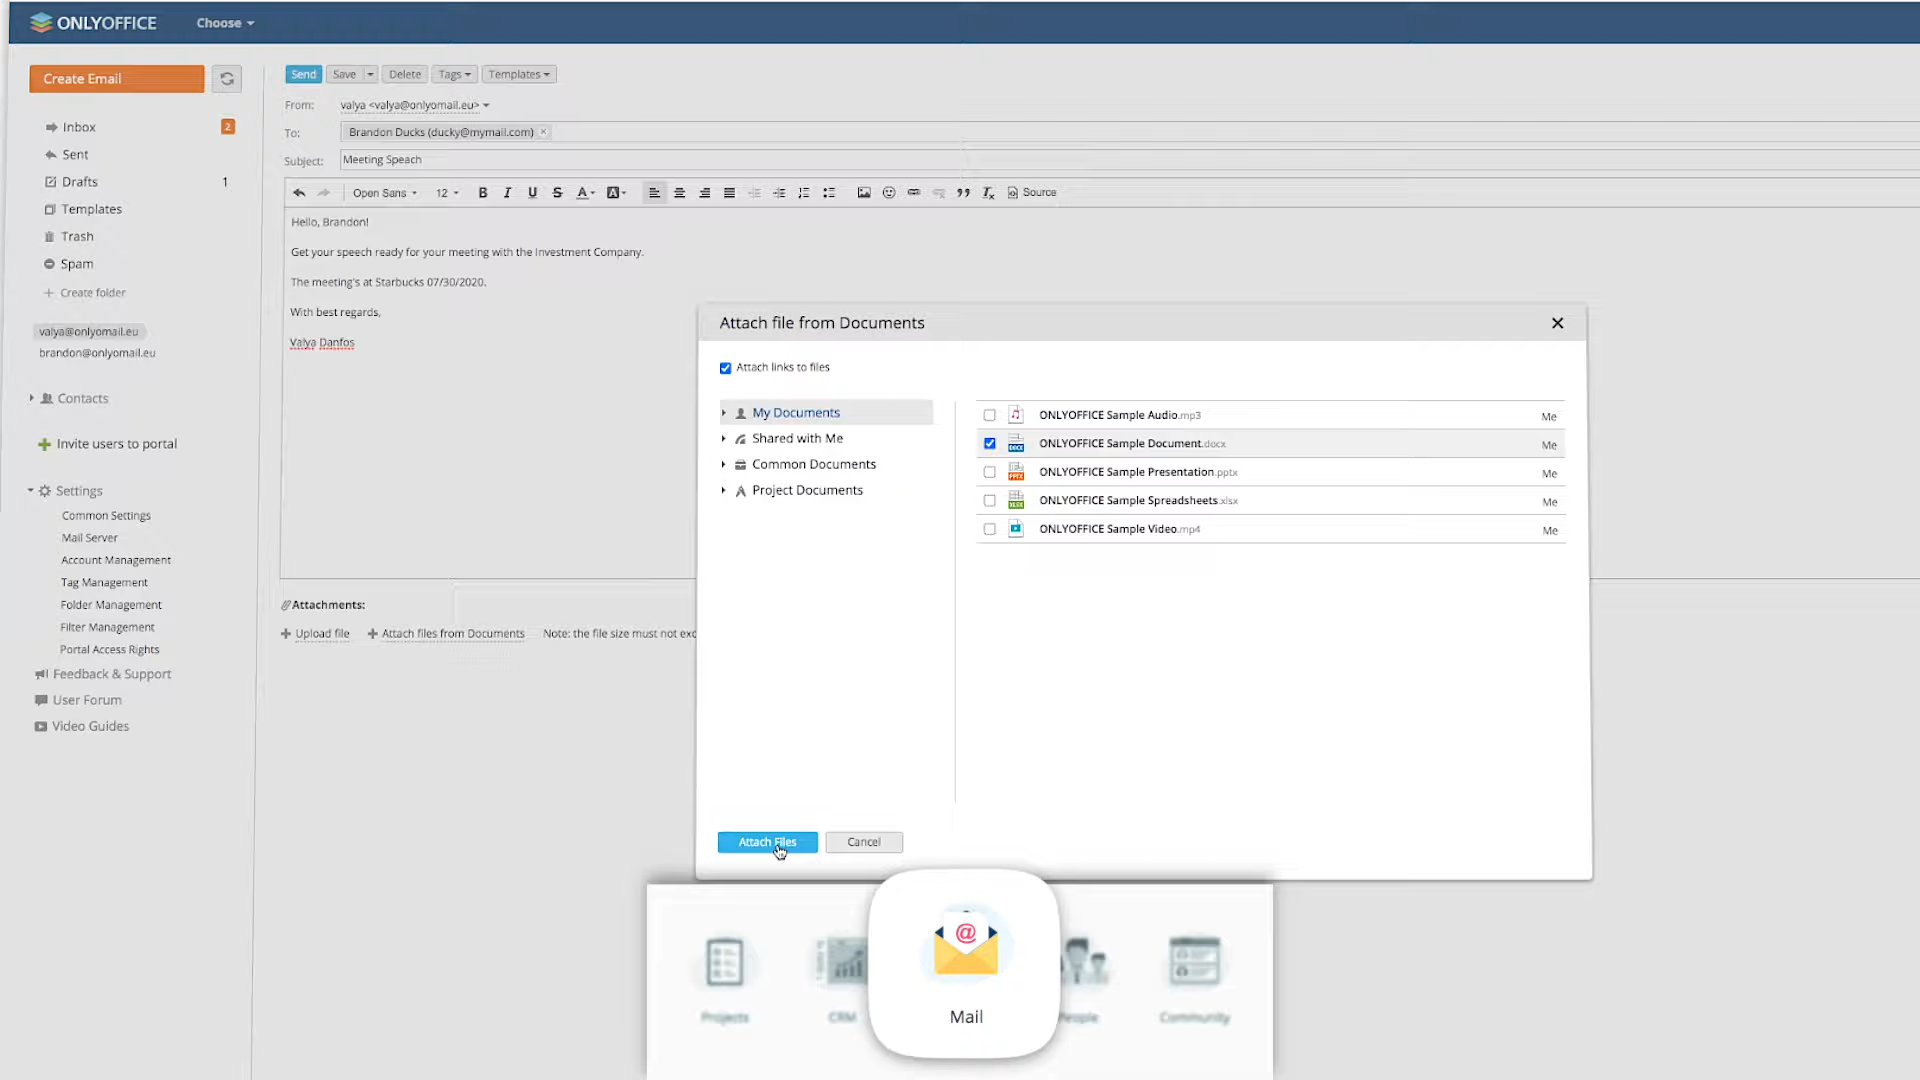 ONLYOFFICE
Choose
Create Email
Inbox 2
Sent
Drafts 1
Templates
Trash
Spam
Create folder
valya@onlyomail.eu
brandon@onlyomail.eu
Contacts
Invite users to portal
Settings
Common Settings
Mail Server
Account Management
Tag Management
Folder Management
Filter Management
Portal Access Rights
Feedback & Support
User Forum
Video Guides
Send Save Delete Tags Templates
From: valya <valya@onlyomail.eu>
To: Brandon Ducks (ducky@mymail.com) ×
Subject: Meeting Speach
Open Sans 12 B I U S A A Source
Hello, Brandon!
Get your speech ready for your meeting with the Investment Company.
The meeting's at Starbucks 07/30/2020.
With best regards,
Valya Danfos
Attachments:
+ Upload file + Attach files from Documents Note: the file size must not exc
Attach file from Documents
Attach links to files
My Documents
Shared with Me
Common Documents
Project Documents
ONLYOFFICE Sample Audio.mp3 Me
DOCX ONLYOFFICE Sample Document.docx Me
PPTX ONLYOFFICE Sample Presentation.pptx Me
XLSX ONLYOFFICE Sample Spreadsheets.xlsx Me
ONLYOFFICE Sample Video.mp4 Me
Attach Files Cancel
@
Projects CRM Mail People Community